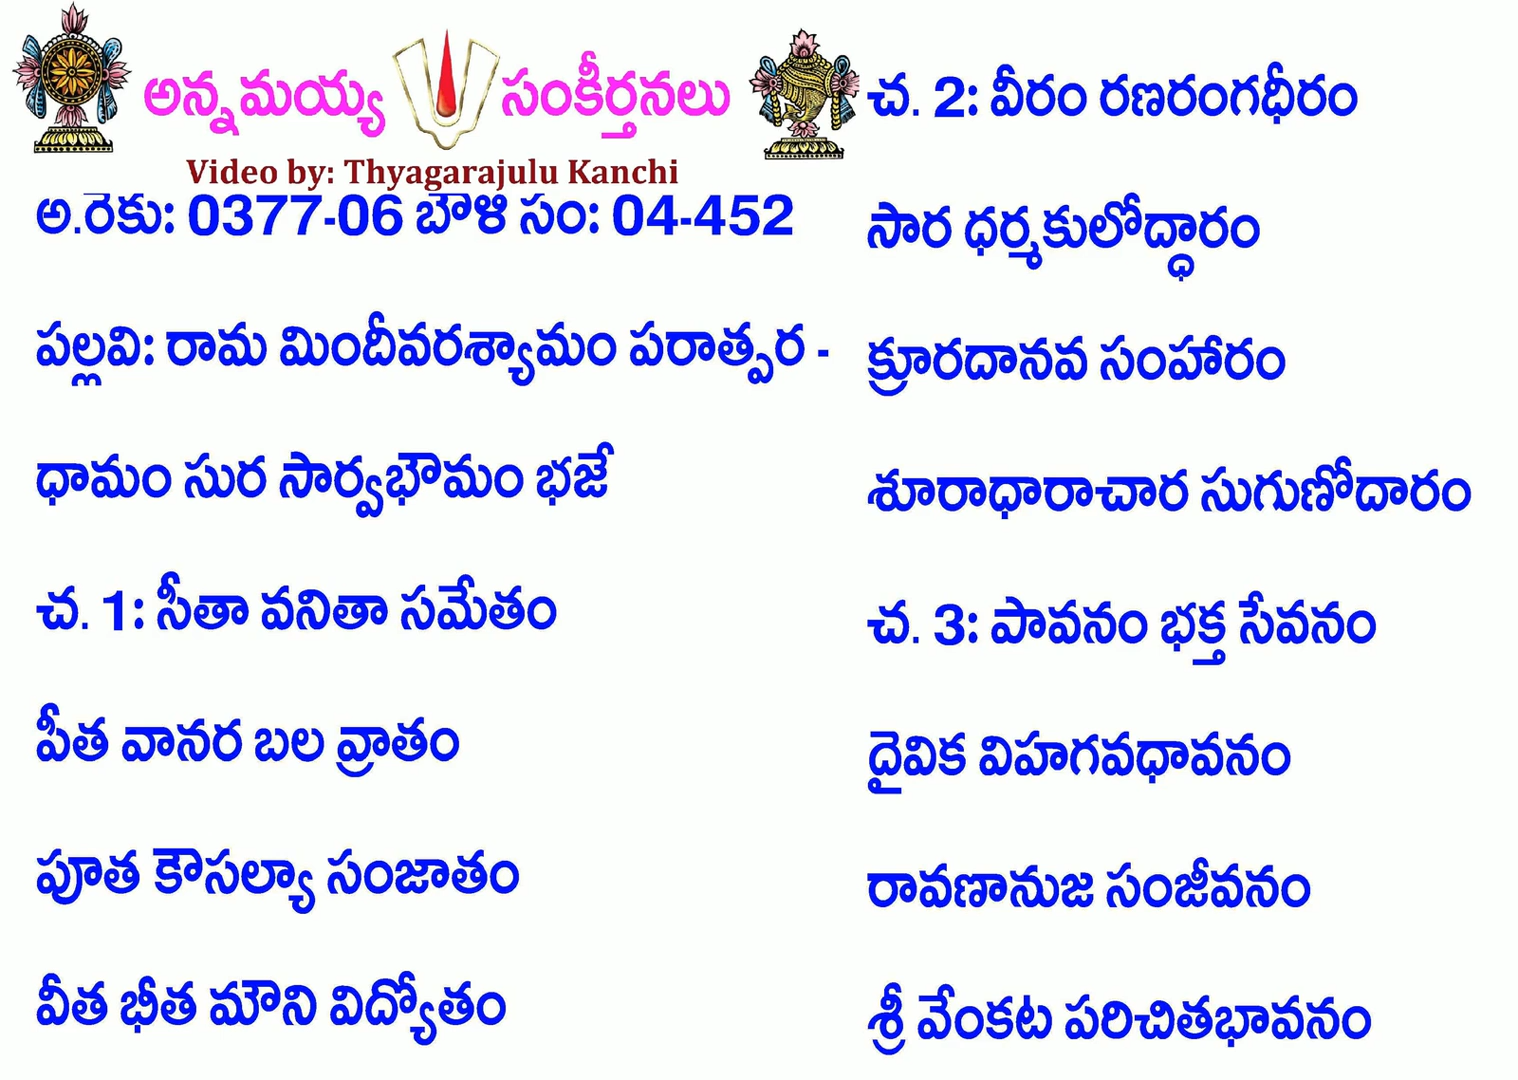 అన్నమయ్య సంకీర్తనలు
Video by: Thyagarajulu Kanchi
అ.రేకు: 0377-06 బౌళి సం: 04-452
పల్లవి: రామ మిందీవరశ్యామం పరాత్పర -
ధామం సుర సార్వభౌమం భజే
చ. 1: సీతా వనితా సమేతం
పీత వానర బల వ్రాతం
పూత కౌసల్యా సంజాతం
వీత భీత మౌని విద్యోతం
చ. 2: వీరం రణరంగధీరం
సార ధర్మకులోద్ధారం
క్రూరదానవ సంహారం
శూరాధారాచార సుగుణోదారం
చ. 3: పావనం భక్త సేవనం
దైవిక విహగవధావనం
రావణానుజ సంజీవనం
శ్రీ వేంకట పరిచితభావనం